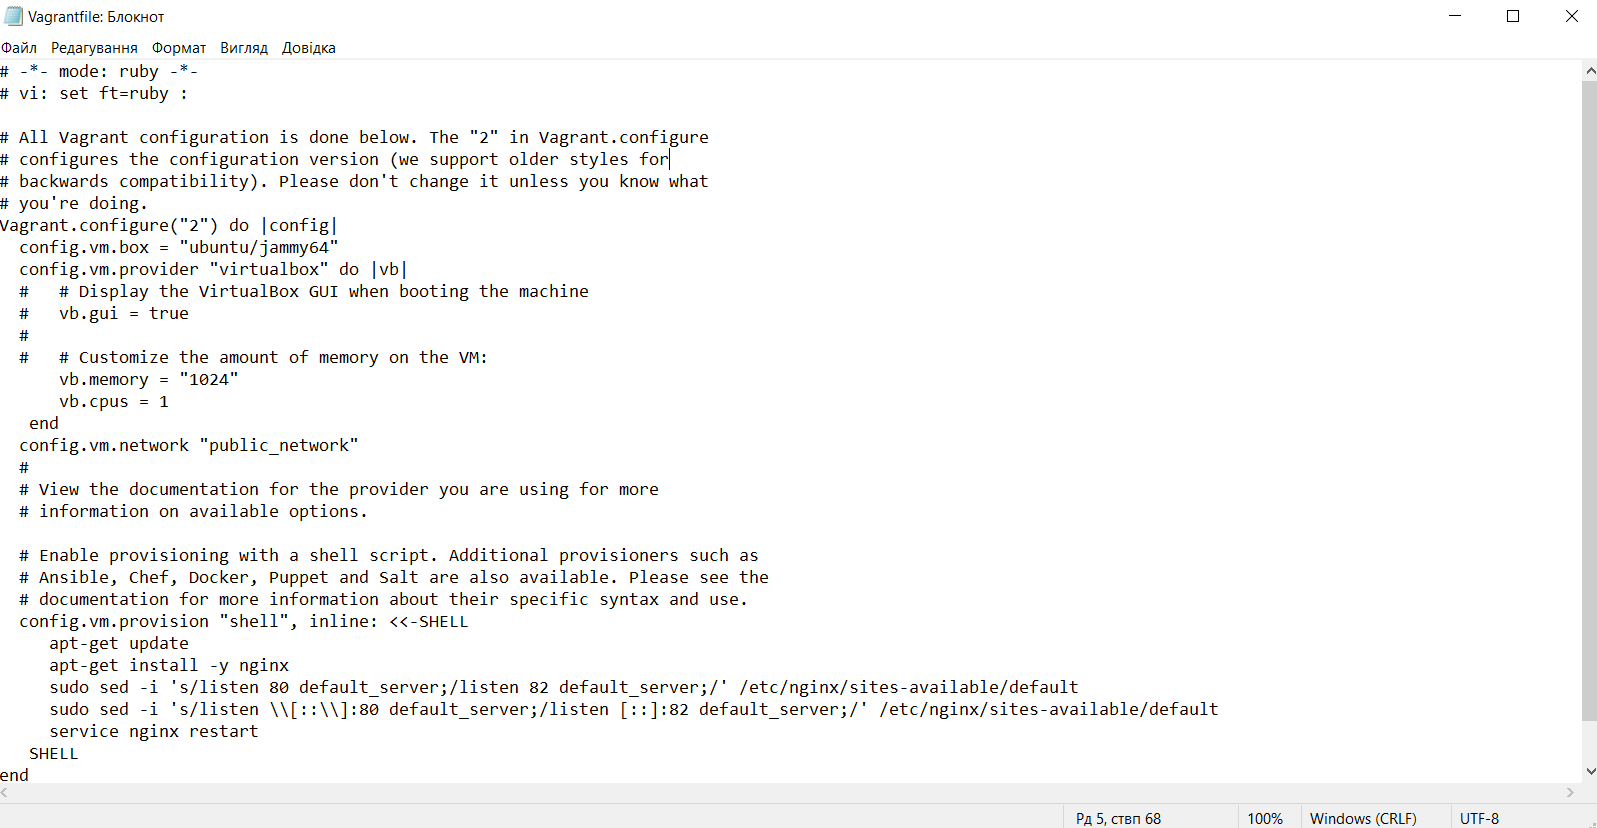 Vagrantfile: Блокнот
Файл Редагування Формат Вигляд Довідка
# -*- mode: ruby -*-
# vi: set ft=ruby :

# All Vagrant configuration is done below. The "2" in Vagrant.configure
# configures the configuration version (we support older styles for
# backwards compatibility). Please don't change it unless you know what
# you're doing.
Vagrant.configure("2") do |config|
  config.vm.box = "ubuntu/jammy64"
  config.vm.provider "virtualbox" do |vb|
  #   # Display the VirtualBox GUI when booting the machine
  #   vb.gui = true
  #
  #   # Customize the amount of memory on the VM:
      vb.memory = "1024"
      vb.cpus = 1
   end
  config.vm.network "public_network"
  #
  # View the documentation for the provider you are using for more
  # information on available options.

  # Enable provisioning with a shell script. Additional provisioners such as
  # Ansible, Chef, Docker, Puppet and Salt are also available. Please see the
  # documentation for more information about their specific syntax and use.
  config.vm.provision "shell", inline: <<-SHELL
     apt-get update
     apt-get install -y nginx
     sudo sed -i 's/listen 80 default_server;/listen 82 default_server;/' /etc/nginx/sites-available/default
     sudo sed -i 's/listen \\[::\\]:80 default_server;/listen [::]:82 default_server;/' /etc/nginx/sites-available/default
     service nginx restart
   SHELL
end
Рд 5, ствп 68 100% Windows (CRLF) UTF-8